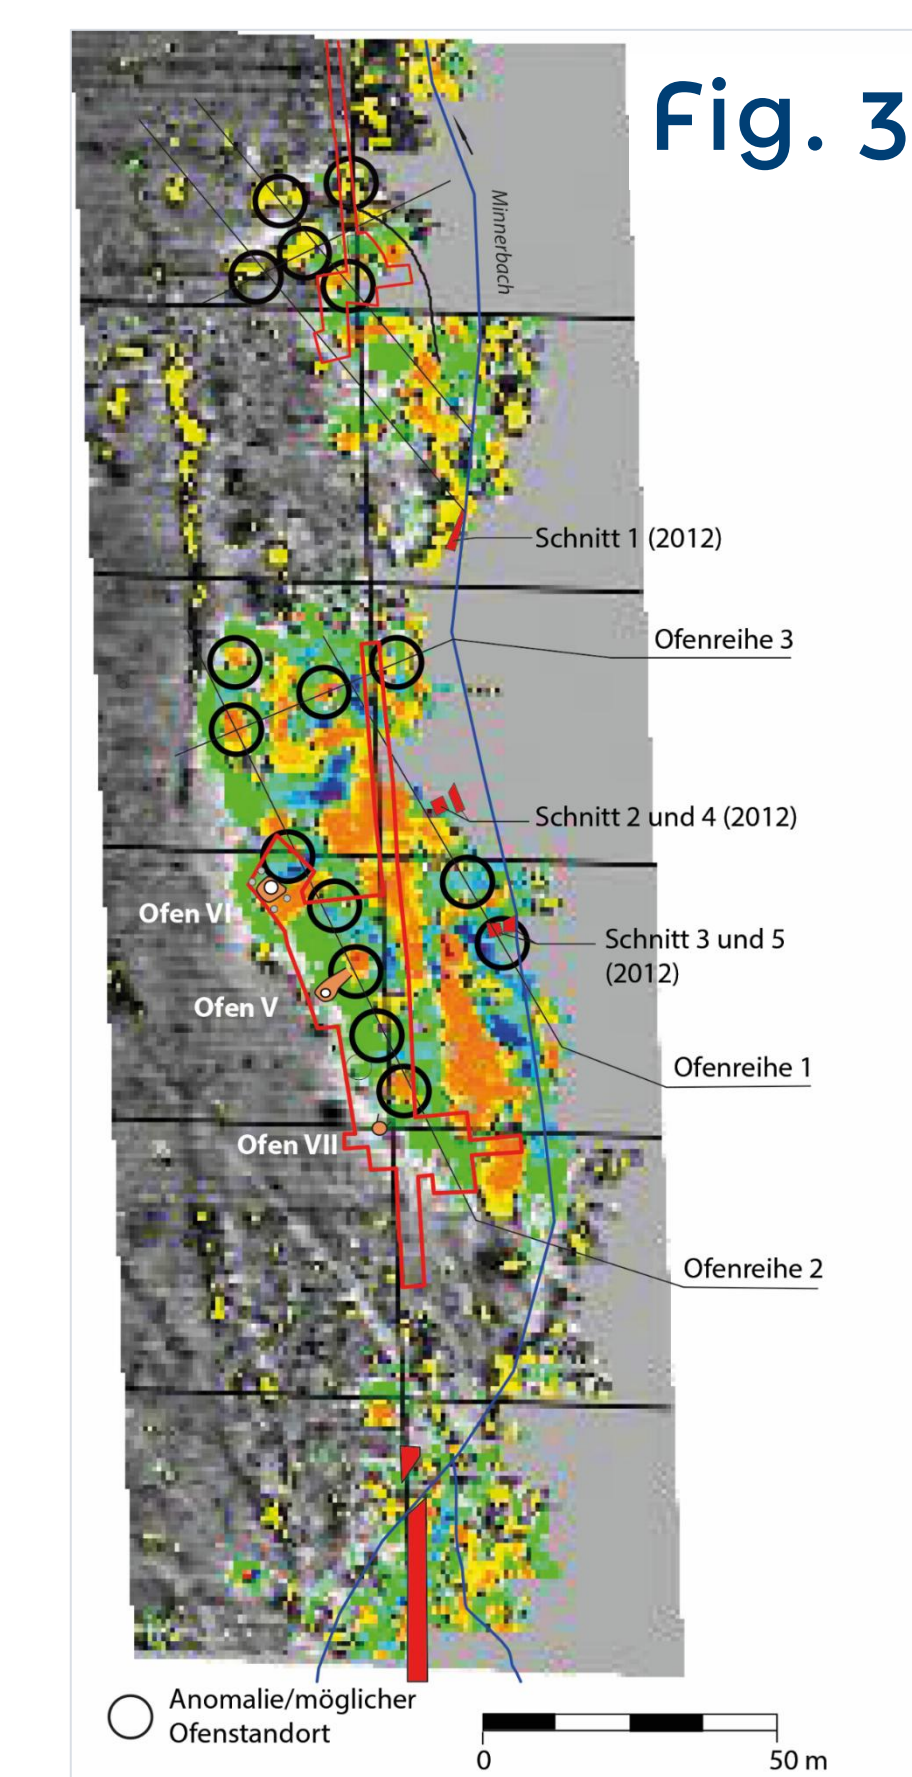 Fig. 3
Minnerbach
Schnitt 1 (2012)
Ofenreihe 3
Schnitt 2 und 4 (2012)
Ofen VI
Schnitt 3 und 5
(2012)
Ofen V
Ofenreihe 1
Ofen VII
Ofenreihe 2
Anomalie/möglicher
Ofenstandort
0 50 m